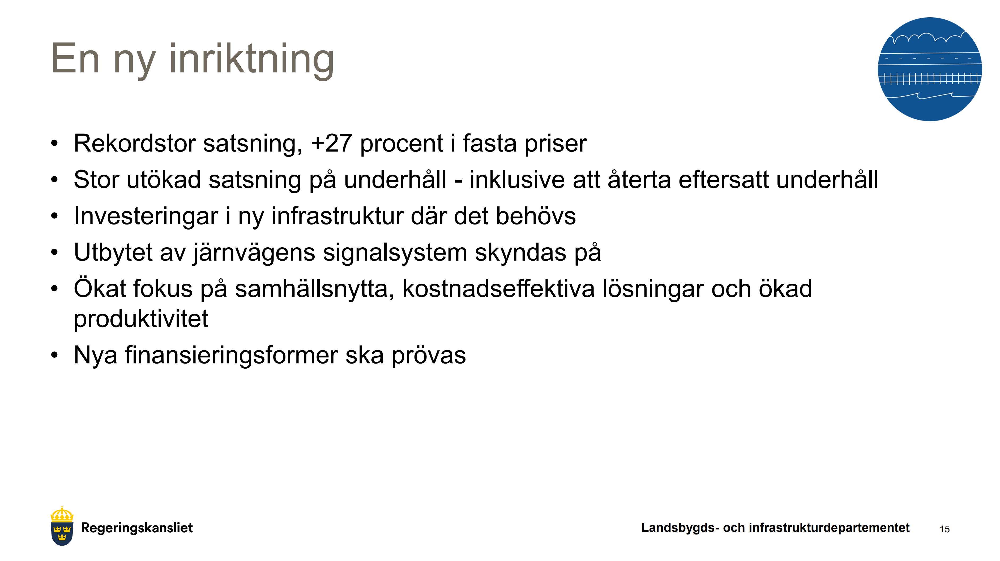 En ny inriktning
• Rekordstor satsning, +27 procent i fasta priser
• Stor utökad satsning på underhåll - inklusive att återta eftersatt underhåll
• Investeringar i ny infrastruktur där det behövs
• Utbytet av järnvägens signalsystem skyndas på
• Ökat fokus på samhällsnytta, kostnadseffektiva lösningar och ökad
produktivitet
• Nya finansieringsformer ska prövas
Regeringskansliet
Landsbygds- och infrastrukturdepartementet
15